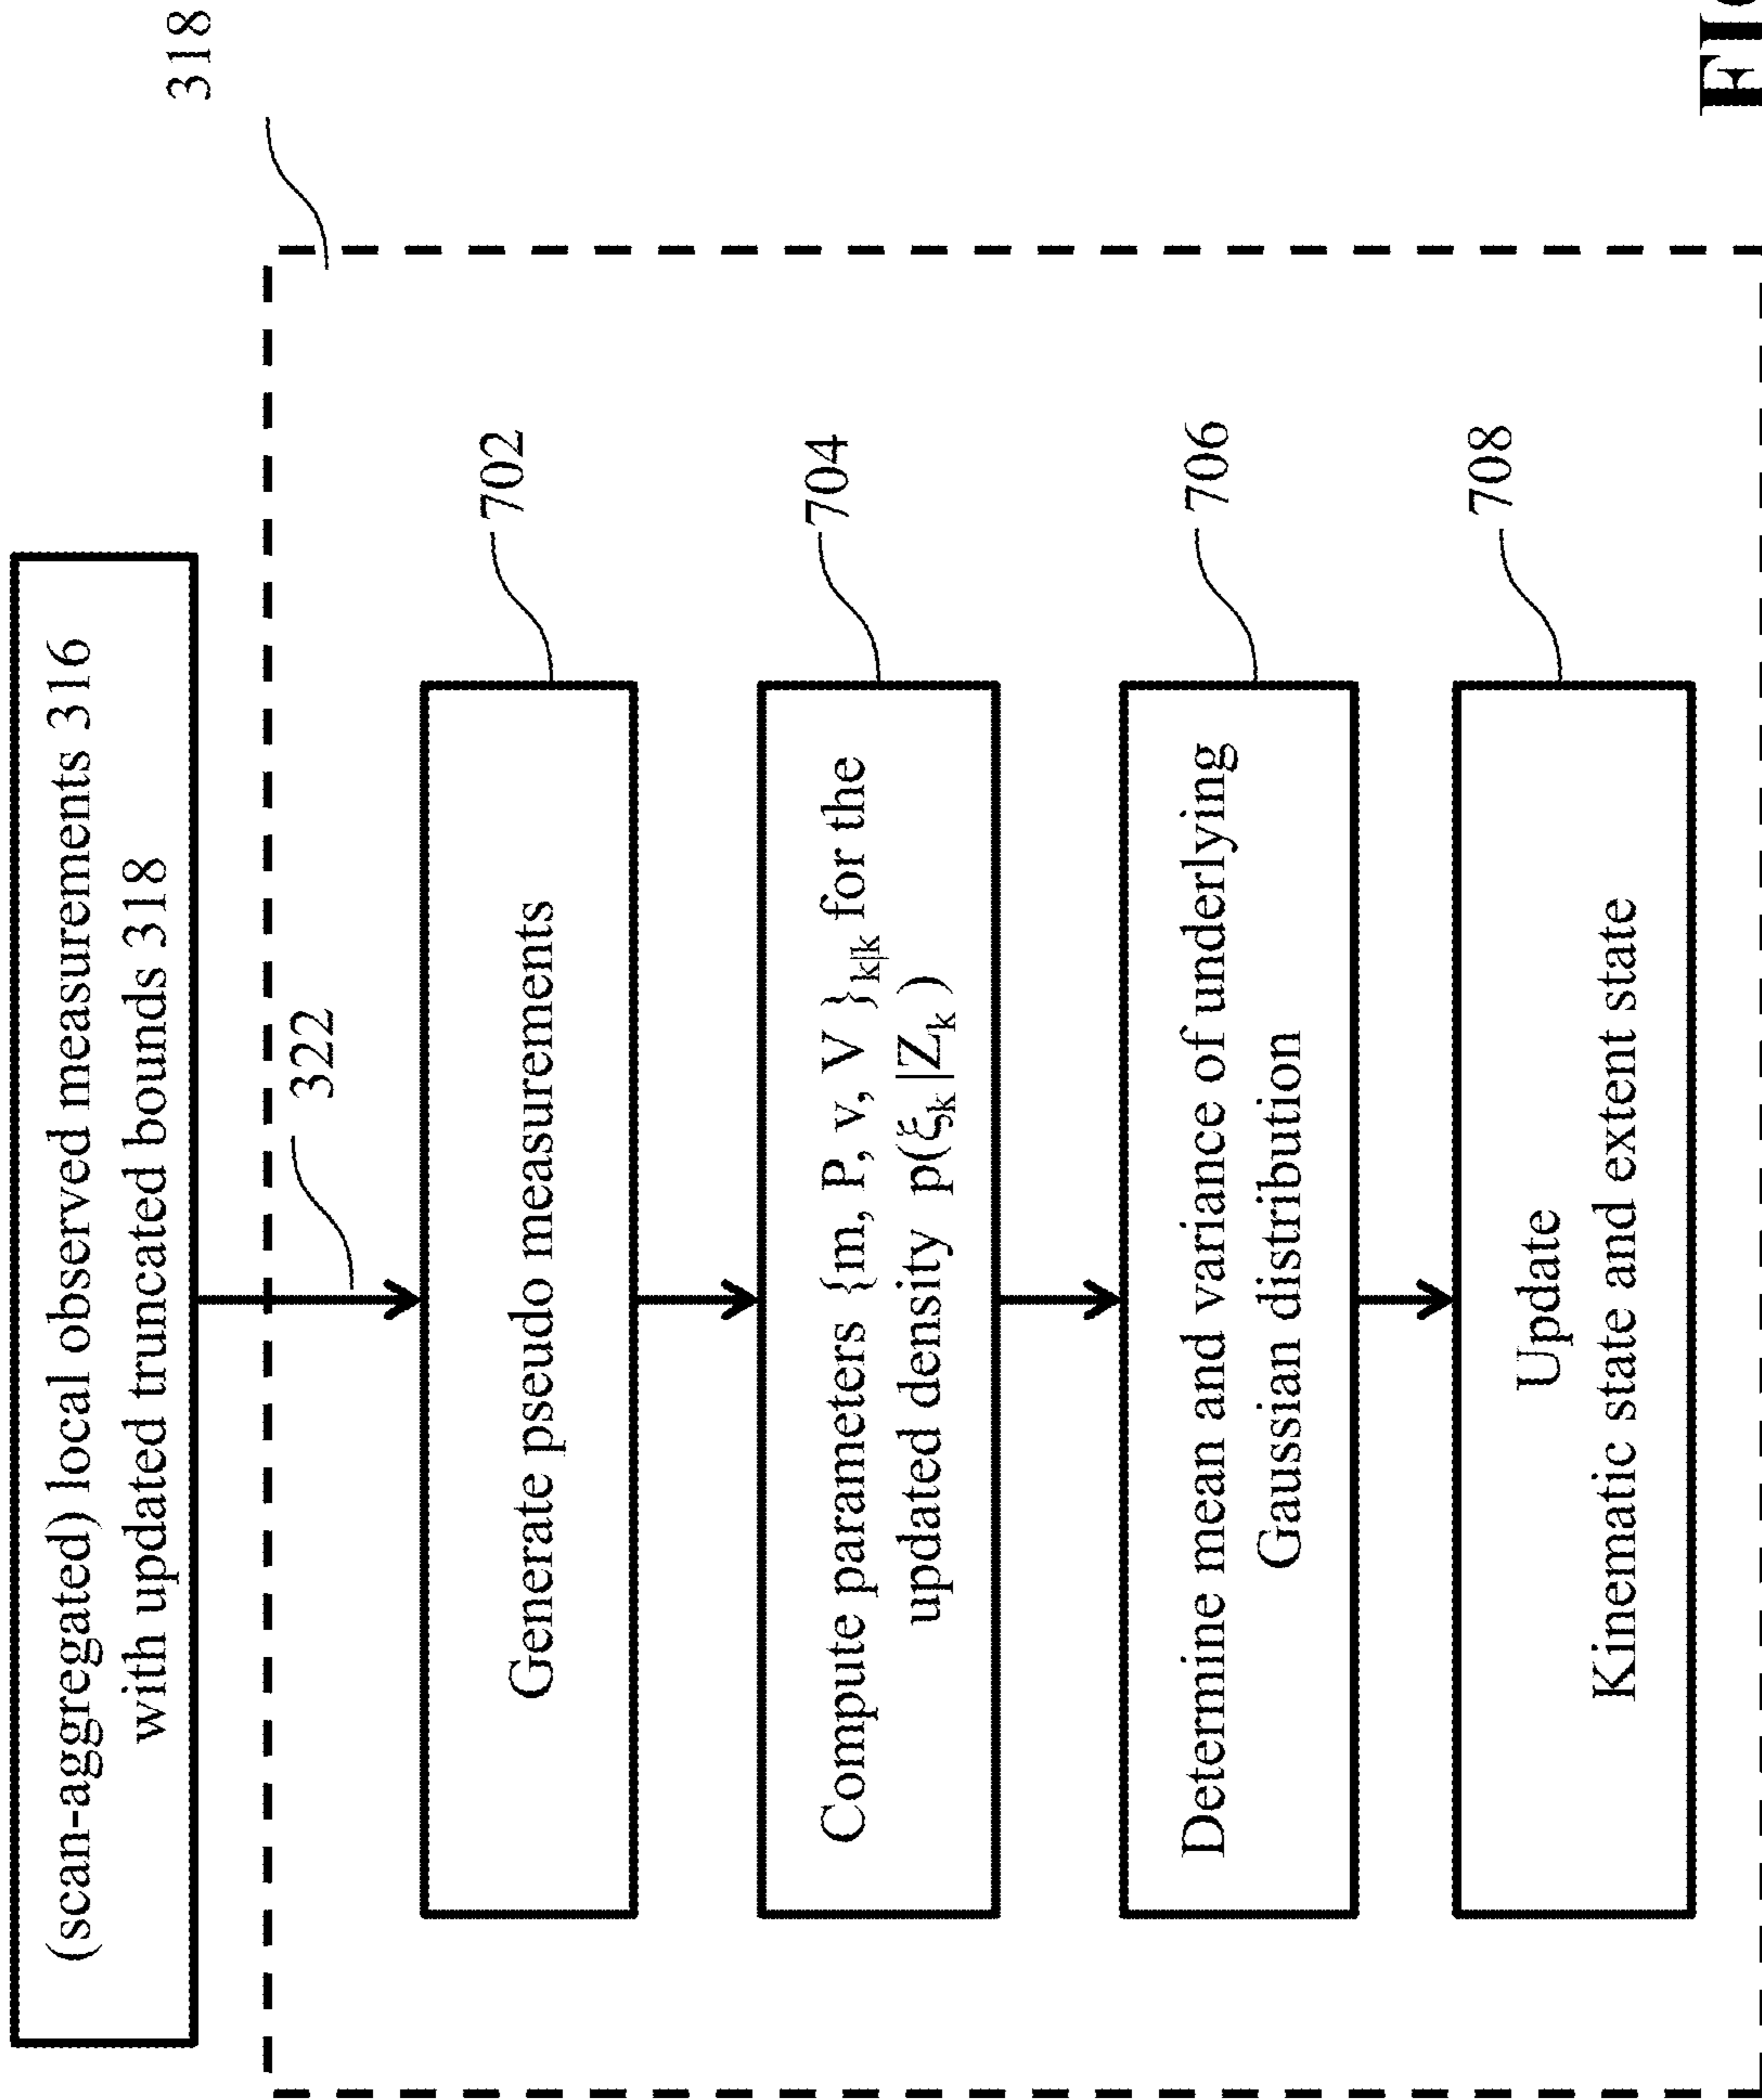 318
(scan-aggregated) local observed measurements 316
with updated truncated bounds 318
322
Generate pseudo measurements
702
Compute parameters {m, P, v, V }k|k for the
updated density p(ξk|Zk)
704
Determine mean and variance of underlying
Gaussian distribution
706
Update
Kinematic state and extent state
708